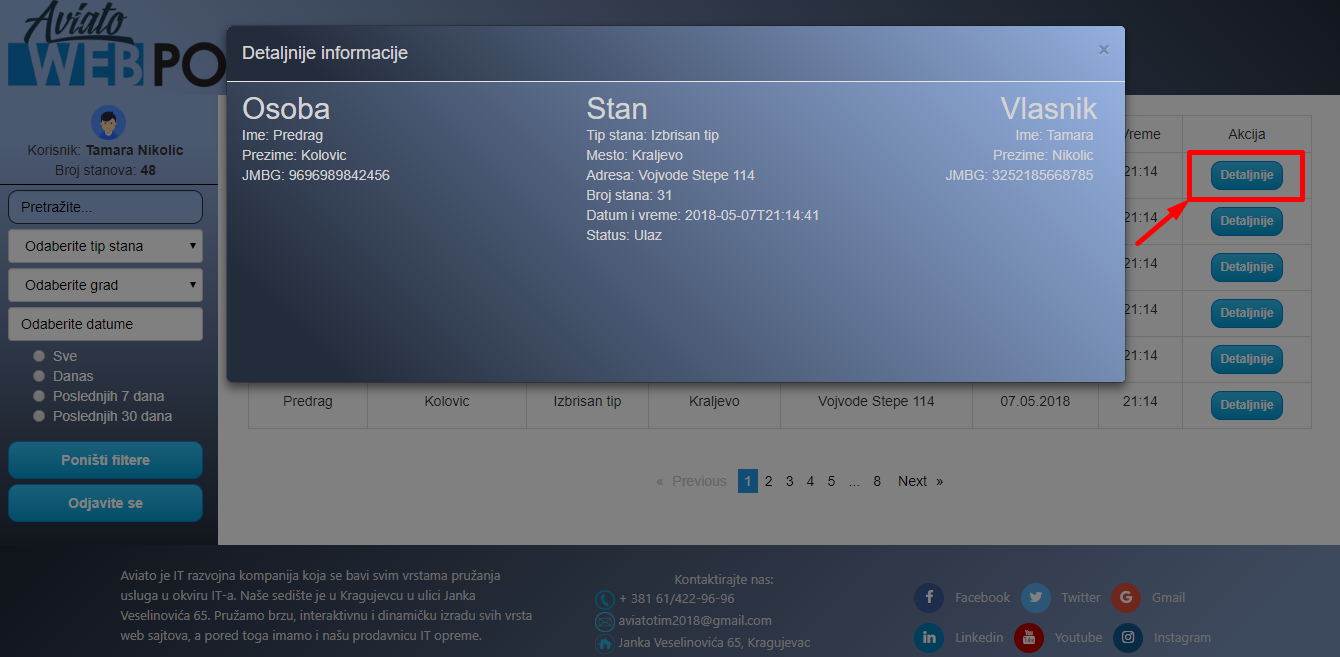 Aviato
WEB PO
Korisnik: Tamara Nikolic
Broj stanova: 48
Pretražite...
Odaberite tip stana
Odaberite grad
Odaberite datume
Sve
Danas
Poslednjih 7 dana
Poslednjih 30 dana
Poništi filtere
Odjavite se
Detaljnije informacije
×
Osoba
Ime: Predrag
Prezime: Kolovic
JMBG: 9696989842456
Stan
Tip stana: Izbrisan tip
Mesto: Kraljevo
Adresa: Vojvode Stepe 114
Broj stana: 31
Datum i vreme: 2018-05-07T21:14:41
Status: Ulaz
Vlasnik
Ime: Tamara
Prezime: Nikolic
JMBG: 3252185668785
Vreme Akcija
21:14 Detaljnije
21:14 Detaljnije
21:14 Detaljnije
21:14 Detaljnije
21:14 Detaljnije
Predrag Kolovic Izbrisan tip Kraljevo Vojvode Stepe 114 07.05.2018 21:14 Detaljnije
« Previous 1 2 3 4 5 ... 8 Next »
Aviato je IT razvojna kompanija koja se bavi svim vrstama pružanja
usluga u okviru IT-a. Naše sedište je u Kragujevcu u ulici Janka
Veselinovića 65. Pružamo brzu, interaktivnu i dinamičku izradu svih vrsta
web sajtova, a pored toga imamo i našu prodavnicu IT opreme.
Kontaktirajte nas:
+ 381 61/422-96-96
aviatotim2018@gmail.com
Janka Veselinovića 65, Kragujevac
Facebook Twitter Gmail
Linkedin Youtube Instagram